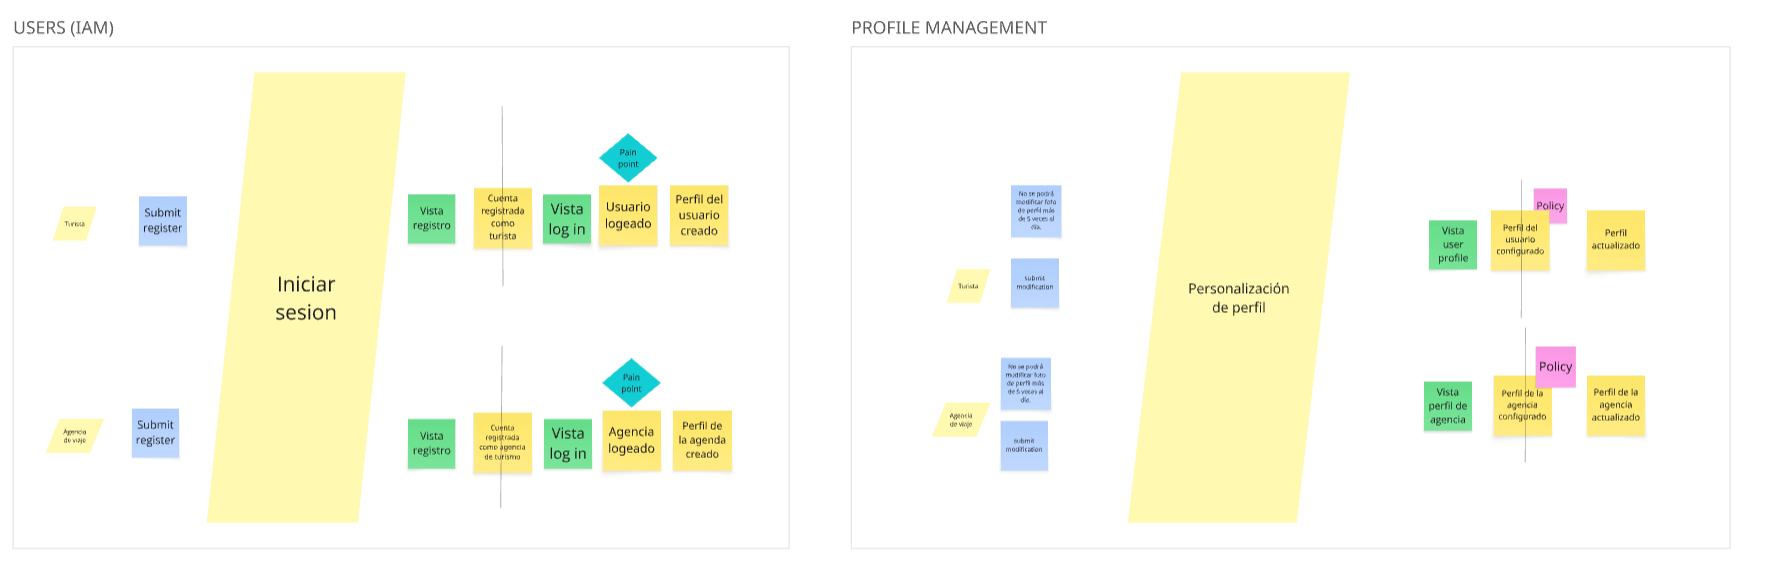 USERS (IAM)
Turista
Submit
register
Iniciar
sesion
Vista
registro
Cuenta
registrada
como
turista
Vista
log in
Pain
point
Usuario
logeado
Perfil del
usuario
creado
Agencia
de viaje
Submit
register
Vista
registro
Cuenta
registrada
como agencia
de turismo
Vista
log in
Pain
point
Agencia
logeado
Perfil de
la agenda
creado
PROFILE MANAGEMENT
No se podrá
modificar foto
de perfil más
de 5 veces al
día.
Turista
submit
modification
Personalización
de perfil
Vista
user
profile
Perfil del
usuario
configurado
Policy
Perfil
actualizado
No se podrá
modificar foto
de perfil más
de 5 veces al
día.
Agencia
de viaje
submit
modification
Vista
perfil de
agencia
Perfil de la
agencia
configurado
Policy
Perfil de la
agencia
actualizado